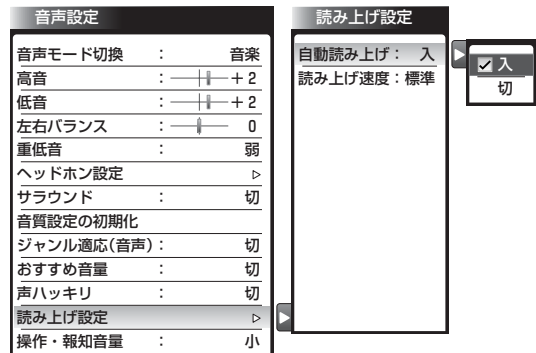 音声設定
音声モード切換 : 音楽
高音 : +2
低音 : +2
左右バランス : 0
重低音 : 弱
ヘッドホン設定
サラウンド : 切
音質設定の初期化
ジャンル適応(音声) : 切
おすすめ音量 : 切
声ハッキリ : 切
読み上げ設定
操作・報知音量 : 小
読み上げ設定
自動読み上げ : 入
読み上げ速度 : 標準
入
切